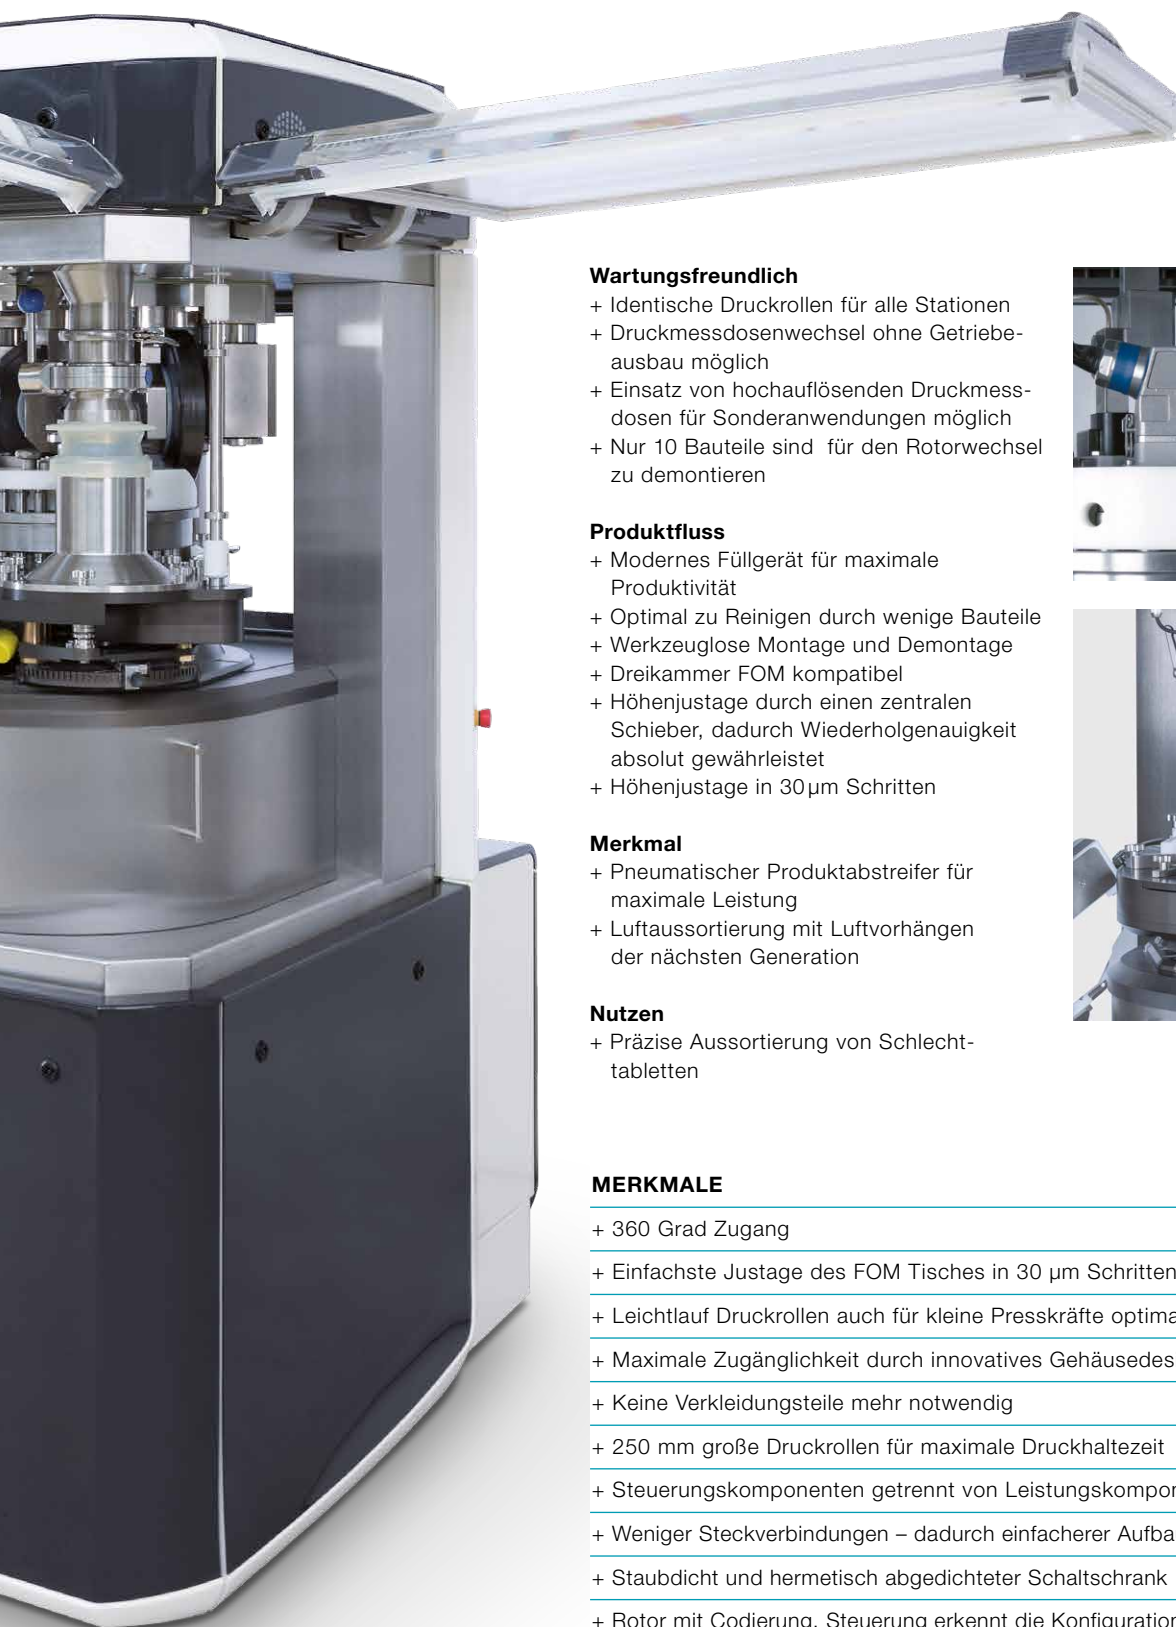 Wartungsfreundlich
+ Identische Druckrollen für alle Stationen
+ Druckmessdosenwechsel ohne Getriebe-
ausbau möglich
+ Einsatz von hochauflösenden Druckmess-
dosen für Sonderanwendungen möglich
+ Nur 10 Bauteile sind für den Rotorwechsel
zu demontieren
Produktfluss
+ Modernes Füllgerät für maximale
Produktivität
+ Optimal zu Reinigen durch wenige Bauteile
+ Werkzeuglose Montage und Demontage
+ Dreikammer FOM kompatibel
+ Höhenjustage durch einen zentralen
Schieber, dadurch Wiederholgenauigkeit
absolut gewährleistet
+ Höhenjustage in 30 µm Schritten
Merkmal
+ Pneumatischer Produktabstreifer für
maximale Leistung
+ Luftaussortierung mit Luftvorhängen
der nächsten Generation
Nutzen
+ Präzise Aussortierung von Schlecht-
tabletten
MERKMALE
+ 360 Grad Zugang
+ Einfachste Justage des FOM Tisches in 30 µm Schritten
+ Leichtlauf Druckrollen auch für kleine Presskräfte optima
+ Maximale Zugänglichkeit durch innovatives Gehäusedes
+ Keine Verkleidungsteile mehr notwendig
+ 250 mm große Druckrollen für maximale Druckhaltezeit
+ Steuerungskomponenten getrennt von Leistungskompor
+ Weniger Steckverbindungen – dadurch einfacherer Aufba
+ Staubdicht und hermetisch abgedichteter Schaltschrank
+ Rotor mit Codierung, Steuerung erkennt die Konfiguration